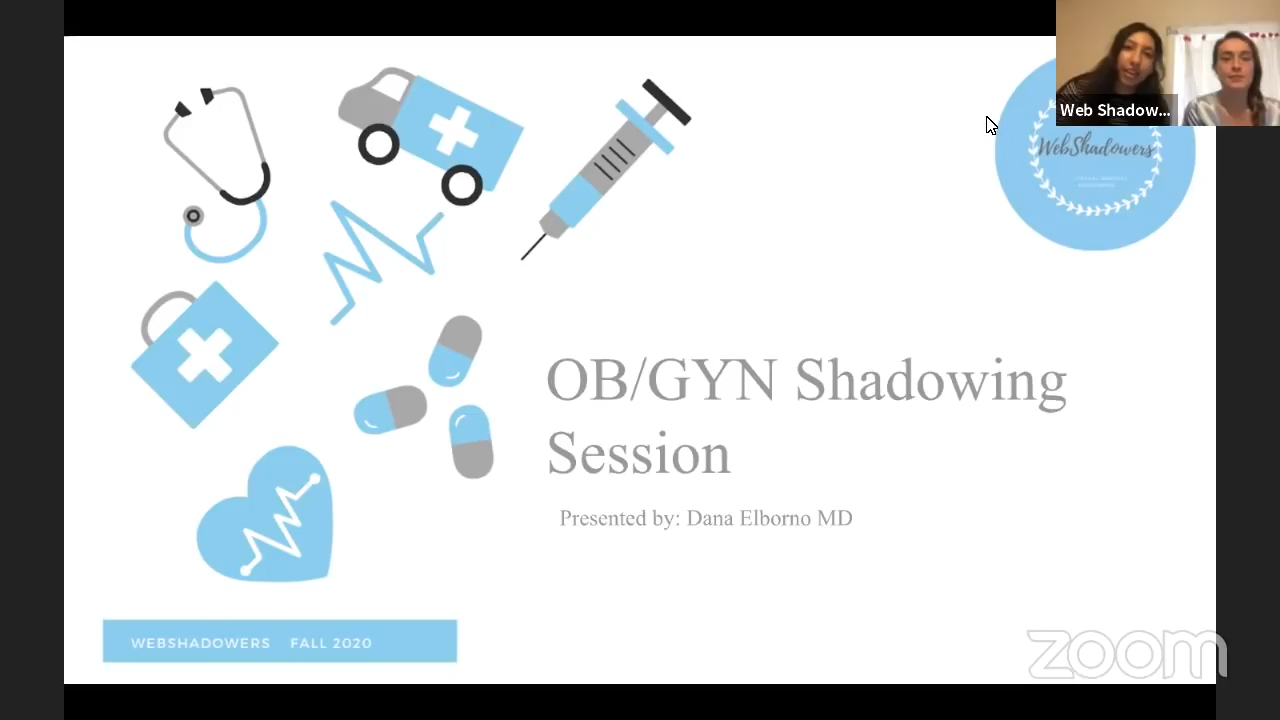 Web Shadow...
WebShadowers
OB/GYN Shadowing
Session
Presented by: Dana Elborno MD
WEBSHADOWERS FALL 2020
zoom